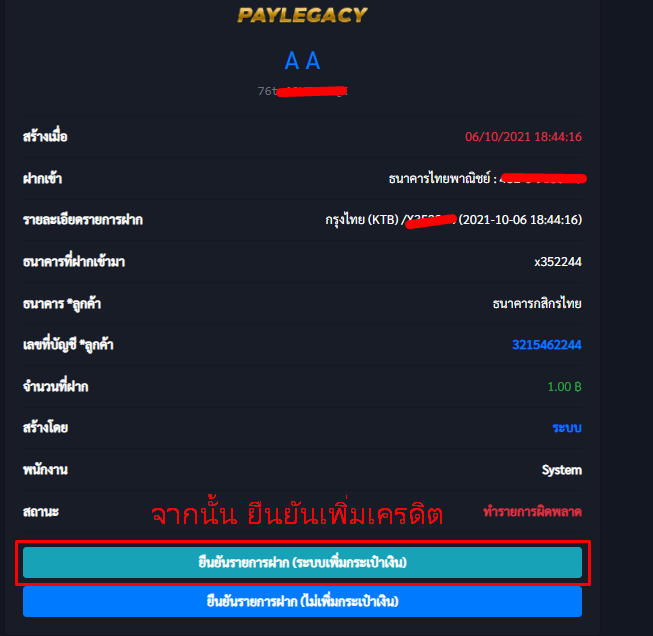 PAYLEGACY
A A
สร้างเมื่อ 06/10/2021 18:44:16
ฝากเข้า ธนาคารไทยพาณิชย์ :
รายละเอียดรายการฝาก กรุงไทย (KTB) / (2021-10-06 18:44:16)
ธนาคารที่ฝากเข้ามา x352244
ธนาคาร *ลูกค้า ธนาคารกสิกรไทย
เลขที่บัญชี *ลูกค้า 3215462244
จำนวนที่ฝาก 1.00 ฿
สร้างโดย ระบบ
พนักงาน System
สถานะ จากนั้น ยืนยันเพิ่มเครดิต ทำรายการผิดพลาด
ยืนยันรายการฝาก (ระบบเพิ่มกระเป๋าเงิน)
ยืนยันรายการฝาก (ไม่เพิ่มกระเป๋าเงิน)